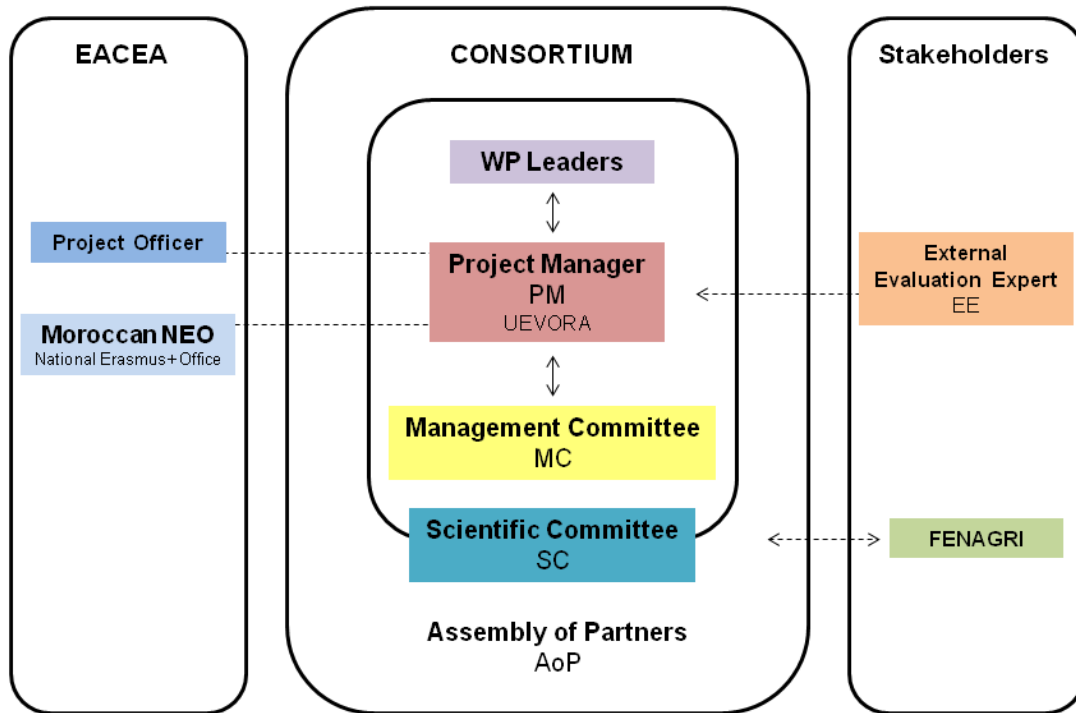 EACEA
Project Officer
Moroccan NEO
National Erasmus+ Office
CONSORTIUM
WP Leaders
Project Manager
PM
UEVORA
Management Committee
MC
Scientific Committee
SC
Assembly of Partners
AoP
Stakeholders
External
Evaluation Expert
EE
FENAGRI